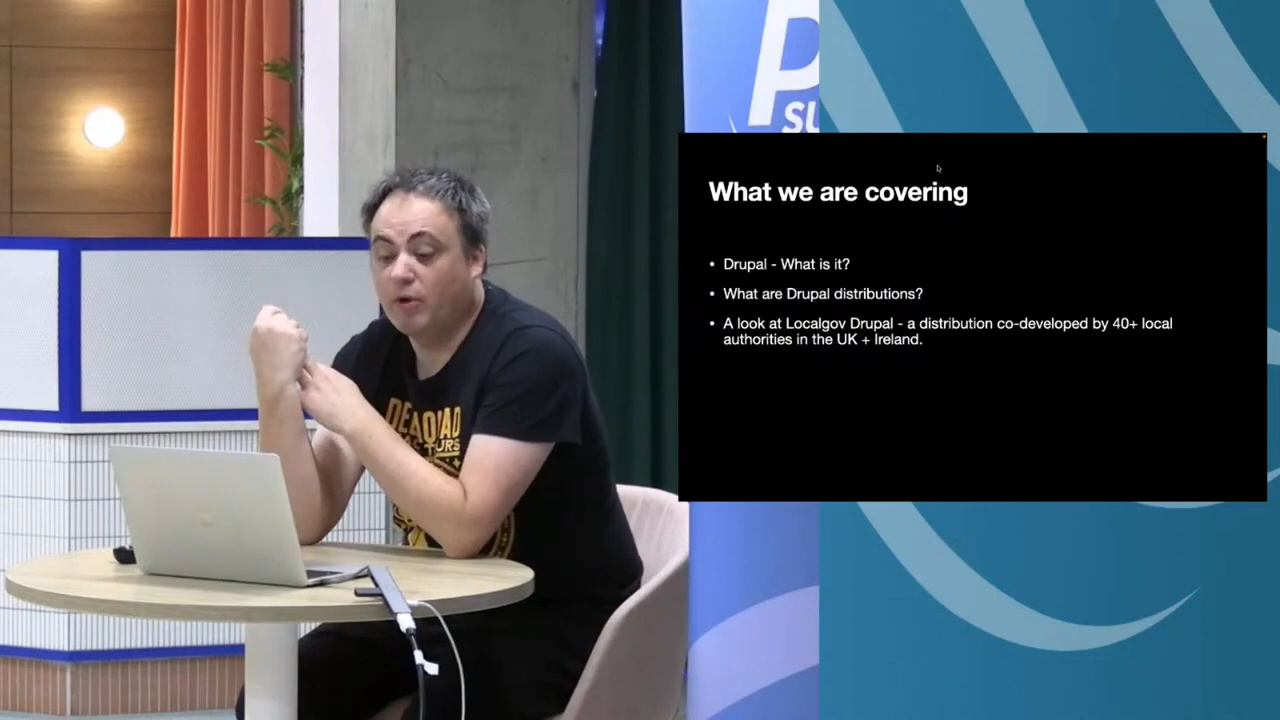 What we are covering
• Drupal - What is it?
• What are Drupal distributions?
• A look at Localgov Drupal - a distribution co-developed by 40+ local
authorities in the UK + Ireland.